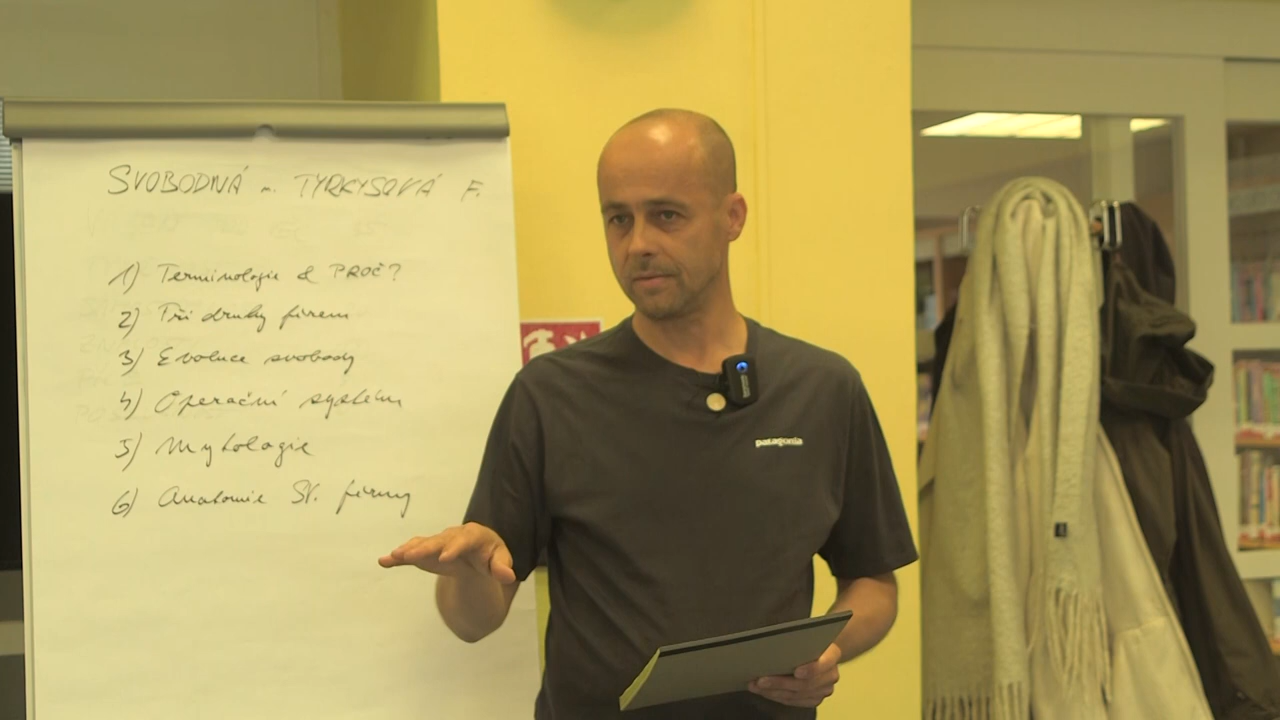 SVOBODNÁ n. TYRKYSOVÁ F.
1) Terminologie & PROČ?
2) Tři druhy firem
3) Evoluce svobody
4) Operační systém
5) Mytologie
6) Anatomie SV. firmy
patagonia